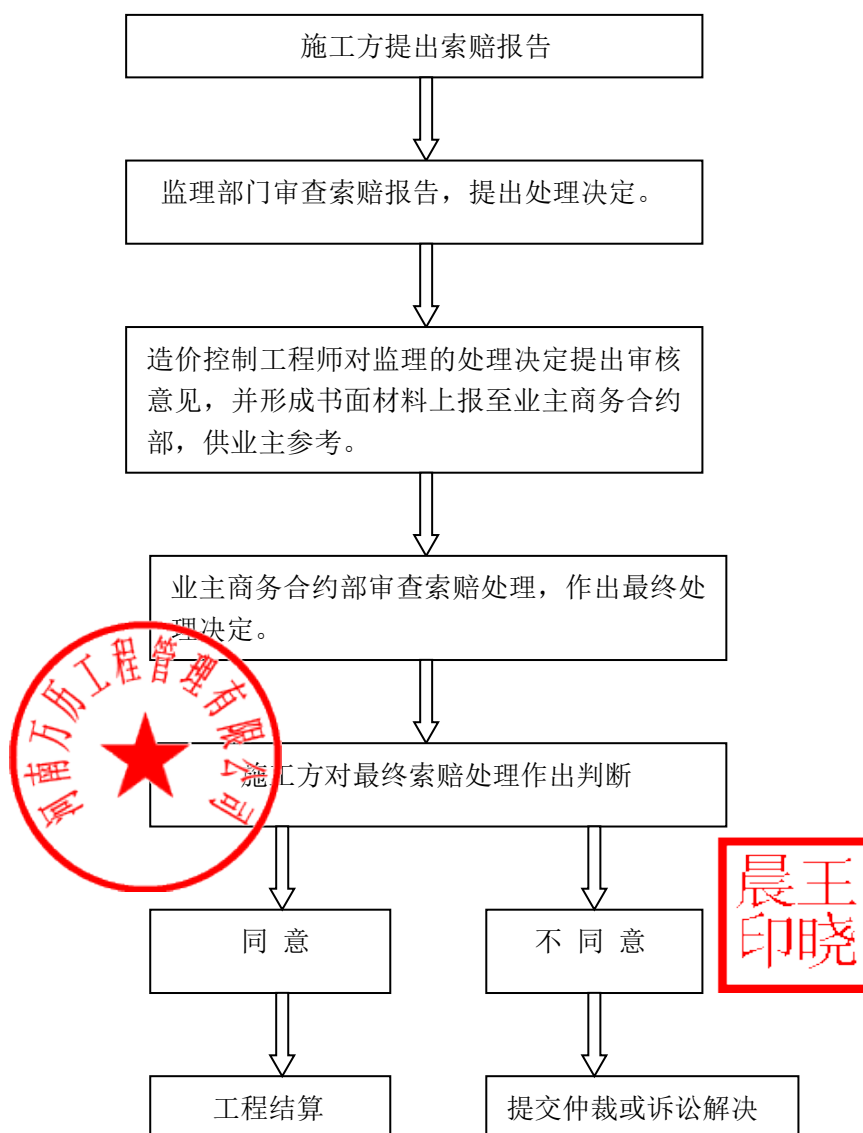 施工方提出索赔报告
监理部门审查索赔报告，提出处理决定。
造价控制工程师对监理的处理决定提出审核
意见，并形成书面材料上报至业主商务合约
部，供业主参考。
业主商务合约部审查索赔处理，作出最终处
理决定。
河南万历工程管理有限公司
施工方对最终索赔处理作出判断
同 意
不 同 意
王晓
晨印
工程结算
提交仲裁或诉讼解决